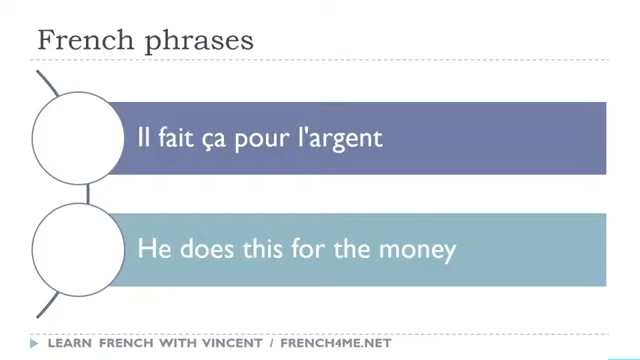 French phrases
Il fait ça pour l'argent
He does this for the money
LEARN FRENCH WITH VINCENT / FRENCH4ME.NET